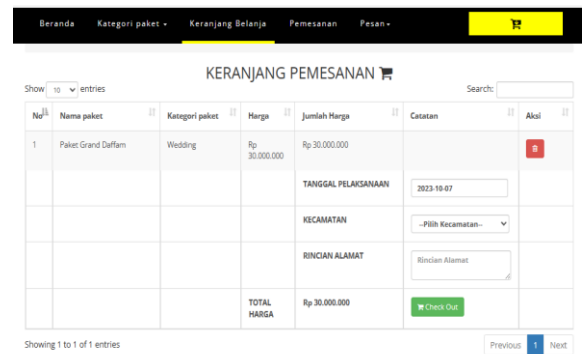 Beranda Kategori paket Keranjang Belanja Pemesanan Pesan
KERANJANG PEMESANAN
Show 10 entries Search:
No Nama paket Kategori paket Harga Jumlah Harga Catatan Aksi
1 Paket Grand Daffam Wedding Rp 30.000.000 Rp 30.000.000
TANGGAL PELAKSANAAN 2023-10-07
KECAMATAN --Pilih Kecamatan--
RINCIAN ALAMAT Rincian Alamat
TOTAL HARGA Rp 30.000.000 Check Out
Showing 1 to 1 of 1 entries Previous 1 Next